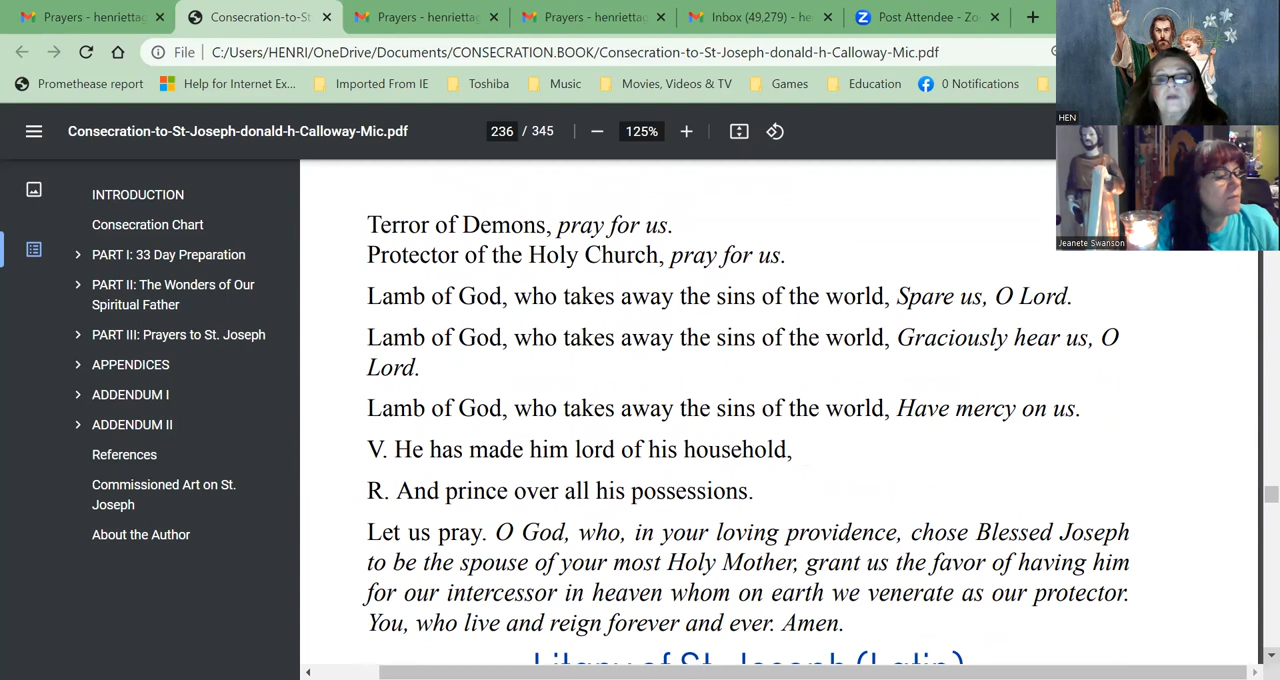 Prayers - henriettag
Consecration-to-St
Prayers - henriettag
Prayers - henriettag
Inbox (49,279) - he
Post Attendee - Zo
File C:/Users/HENRI/OneDrive/Documents/CONSECRATION.BOOK/Consecration-to-St-Joseph-donald-h-Calloway-Mic.pdf
Promethease report
Help for Internet Ex...
Imported From IE
Toshiba
Music
Movies, Videos & TV
Games
Education
0 Notifications
HEN
Jeanete Swanson
Consecration-to-St-Joseph-donald-h-Calloway-Mic.pdf
236 / 345
125%
INTRODUCTION
Consecration Chart
PART I: 33 Day Preparation
PART II: The Wonders of Our
Spiritual Father
PART III: Prayers to St. Joseph
APPENDICES
ADDENDUM I
ADDENDUM II
References
Commissioned Art on St.
Joseph
About the Author
Terror of Demons, pray for us.
Protector of the Holy Church, pray for us.
Lamb of God, who takes away the sins of the world, Spare us, O Lord.
Lamb of God, who takes away the sins of the world, Graciously hear us, O
Lord.
Lamb of God, who takes away the sins of the world, Have mercy on us.
V. He has made him lord of his household,
R. And prince over all his possessions.
Let us pray. O God, who, in your loving providence, chose Blessed Joseph
to be the spouse of your most Holy Mother, grant us the favor of having him
for our intercessor in heaven whom on earth we venerate as our protector.
You, who live and reign forever and ever. Amen.
Litany of St. Joseph (Latin)